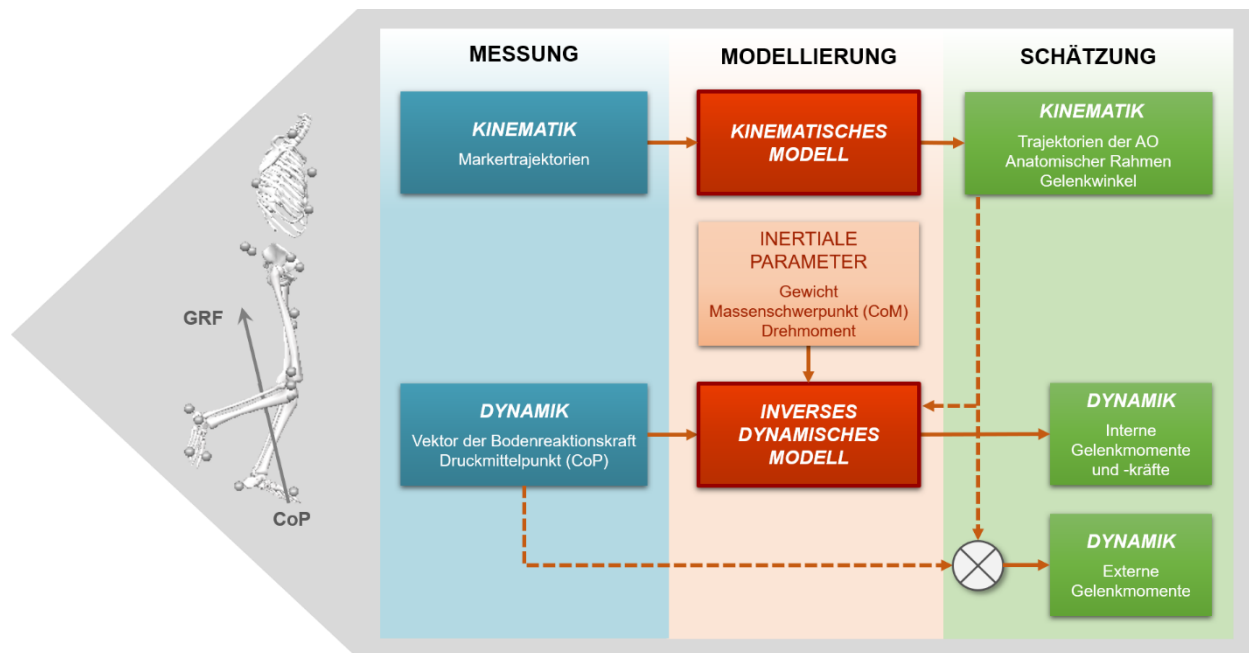 MESSUNG
MODELLIERUNG
SCHÄTZUNG
KINEMATIK
Markertrajektorien
KINEMATISCHES
MODELL
KINEMATIK
Trajektorien der AO
Anatomischer Rahmen
Gelenkwinkel
INERTIALE
PARAMETER
Gewicht
Massenschwerpunkt (CoM)
Drehmoment
GRF
CoP
DYNAMIK
Vektor der Bodenreaktionskraft
Druckmittelpunkt (CoP)
INVERSES
DYNAMISCHES
MODELL
DYNAMIK
Interne
Gelenkmomente
und -kräfte
DYNAMIK
Externe
Gelenkmomente